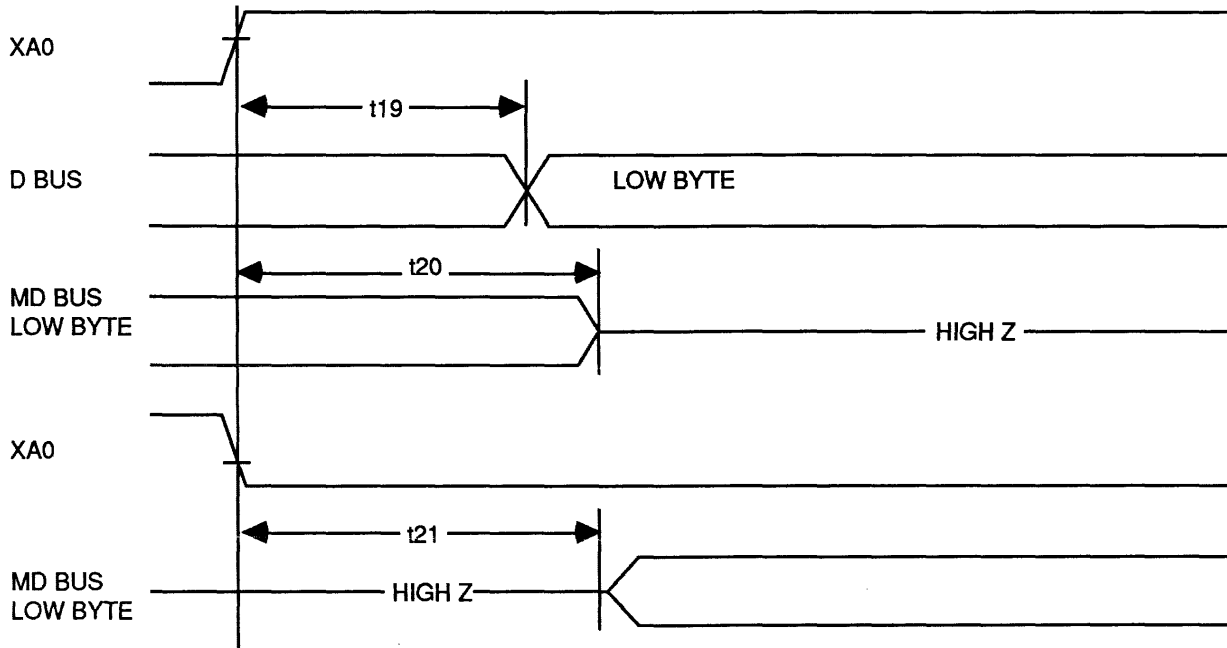 XA0
t19
D BUS
LOW BYTE
t20
MD BUS
LOW BYTE
HIGH Z
XA0
t21
MD BUS
LOW BYTE
HIGH Z